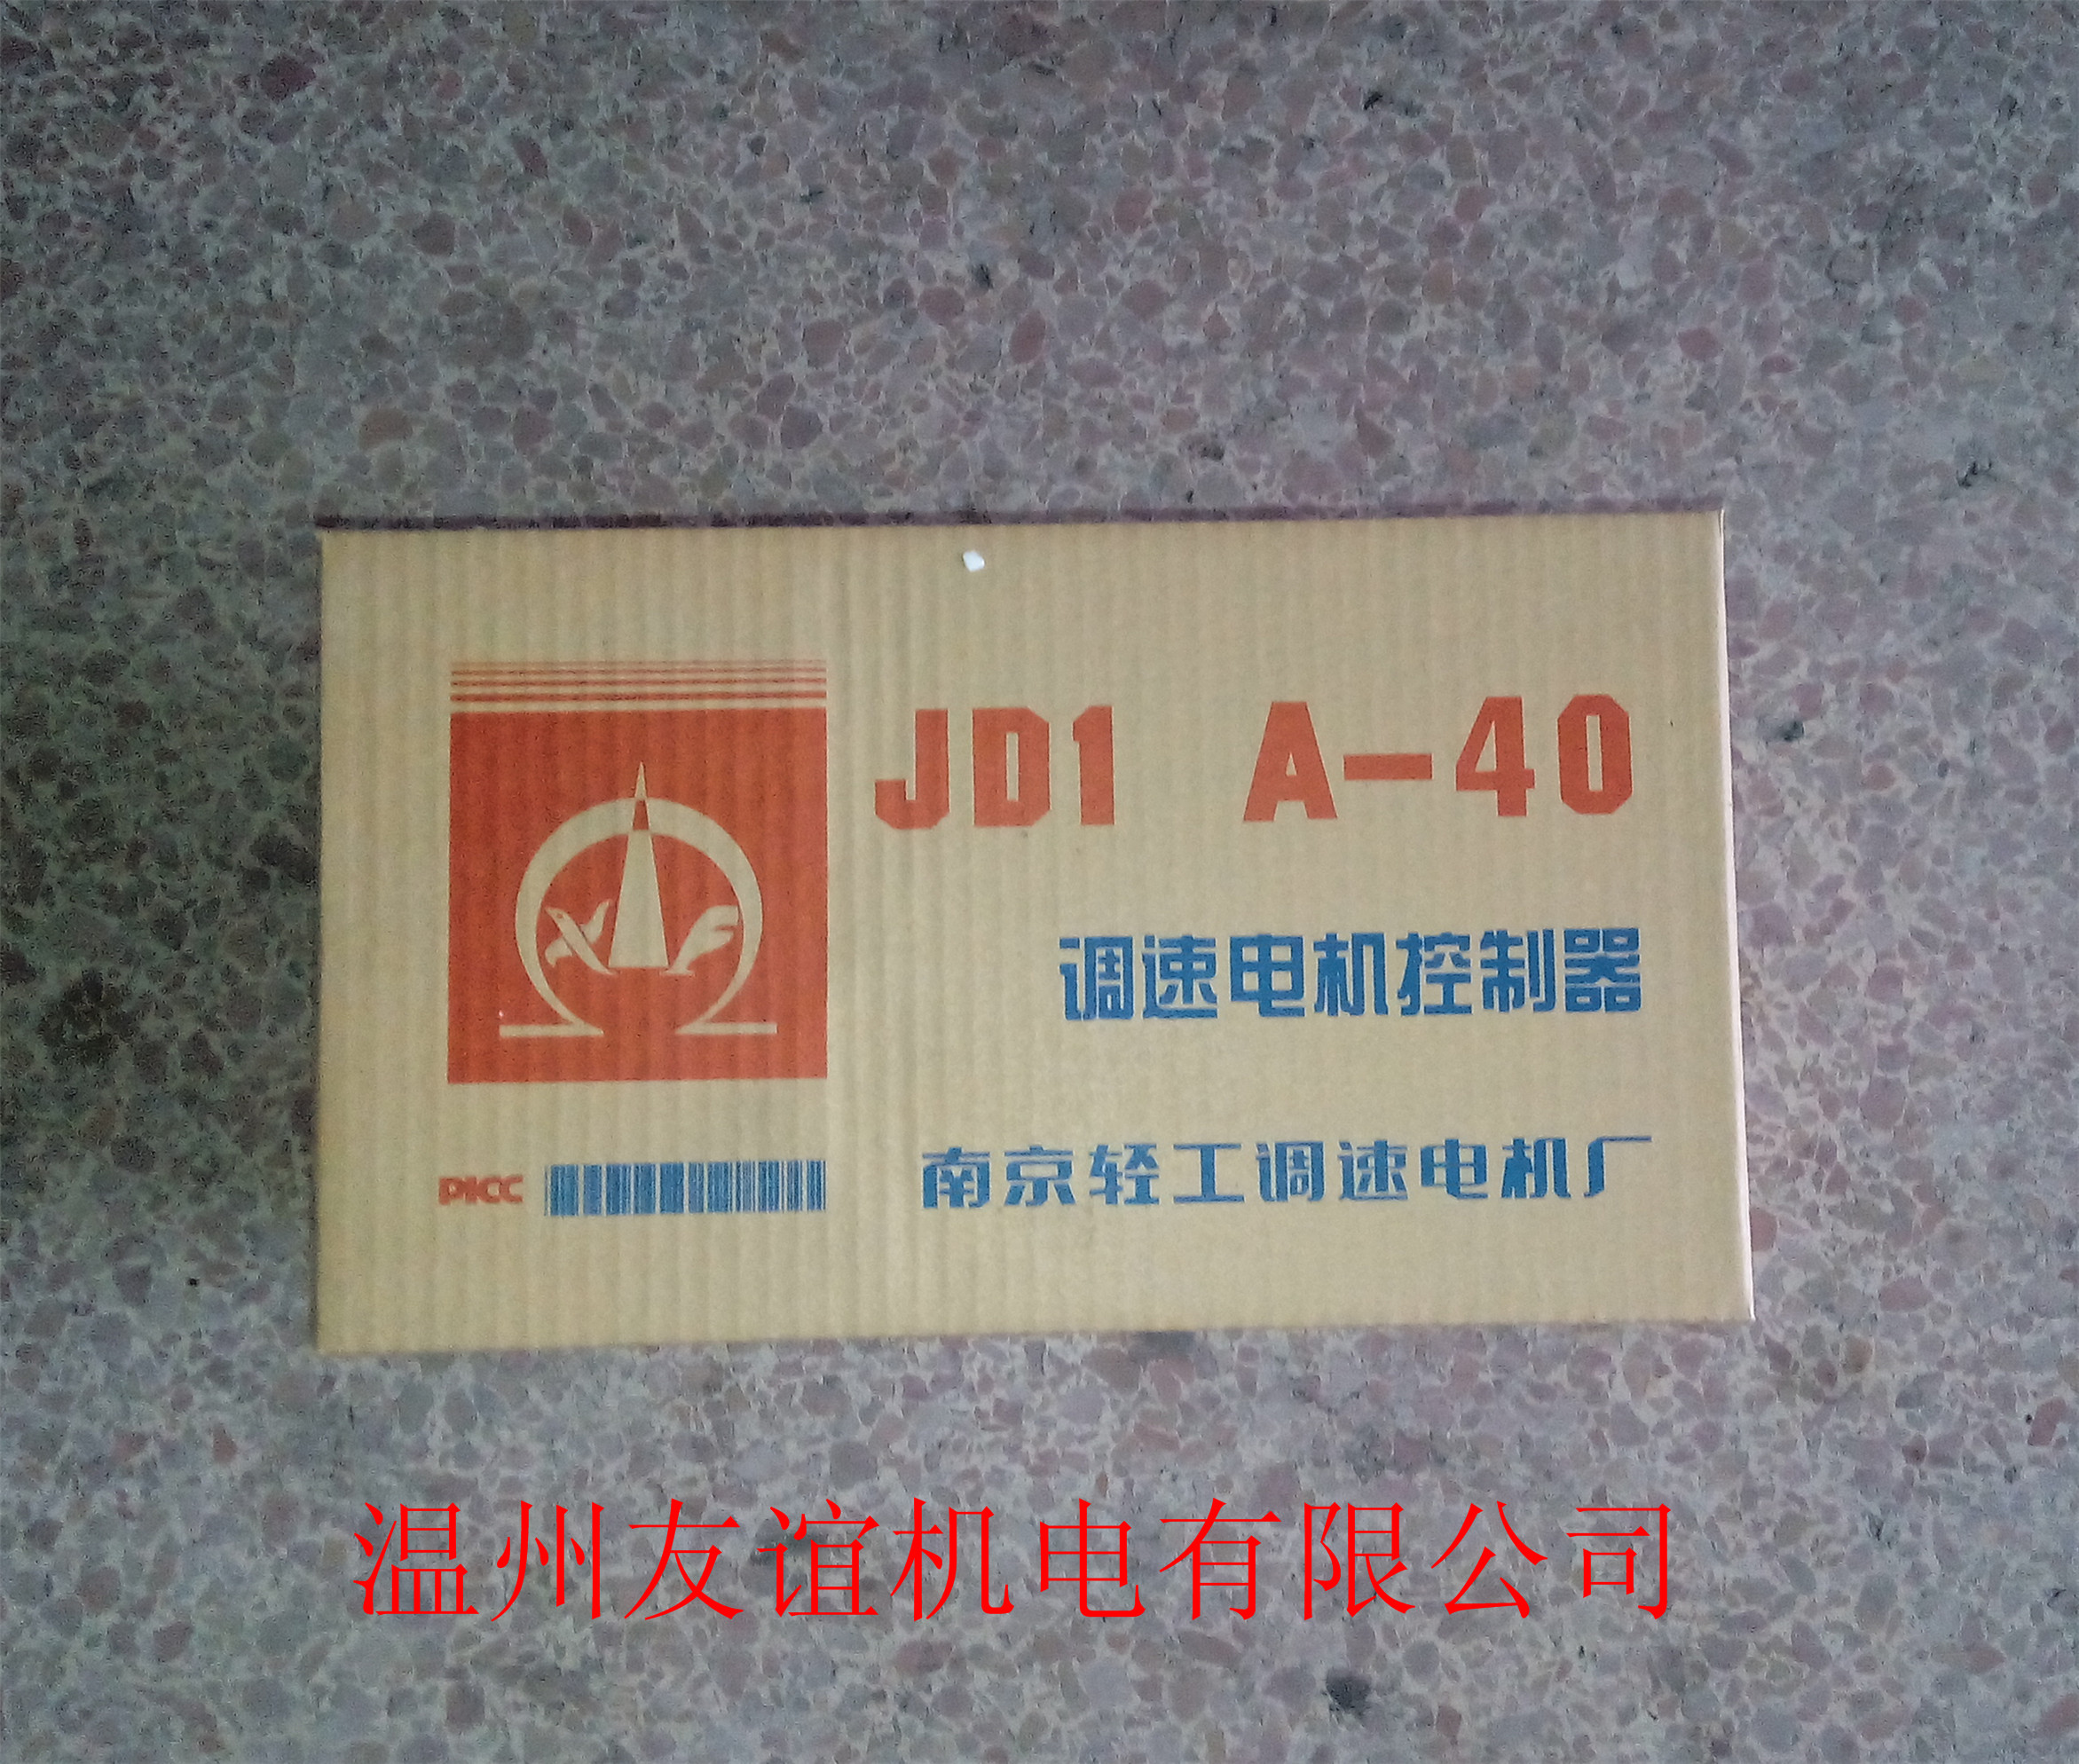 JD1 A-40
调速电机控制器
XF
PICC
南京轻工调速电机厂
温州友谊机电有限公司